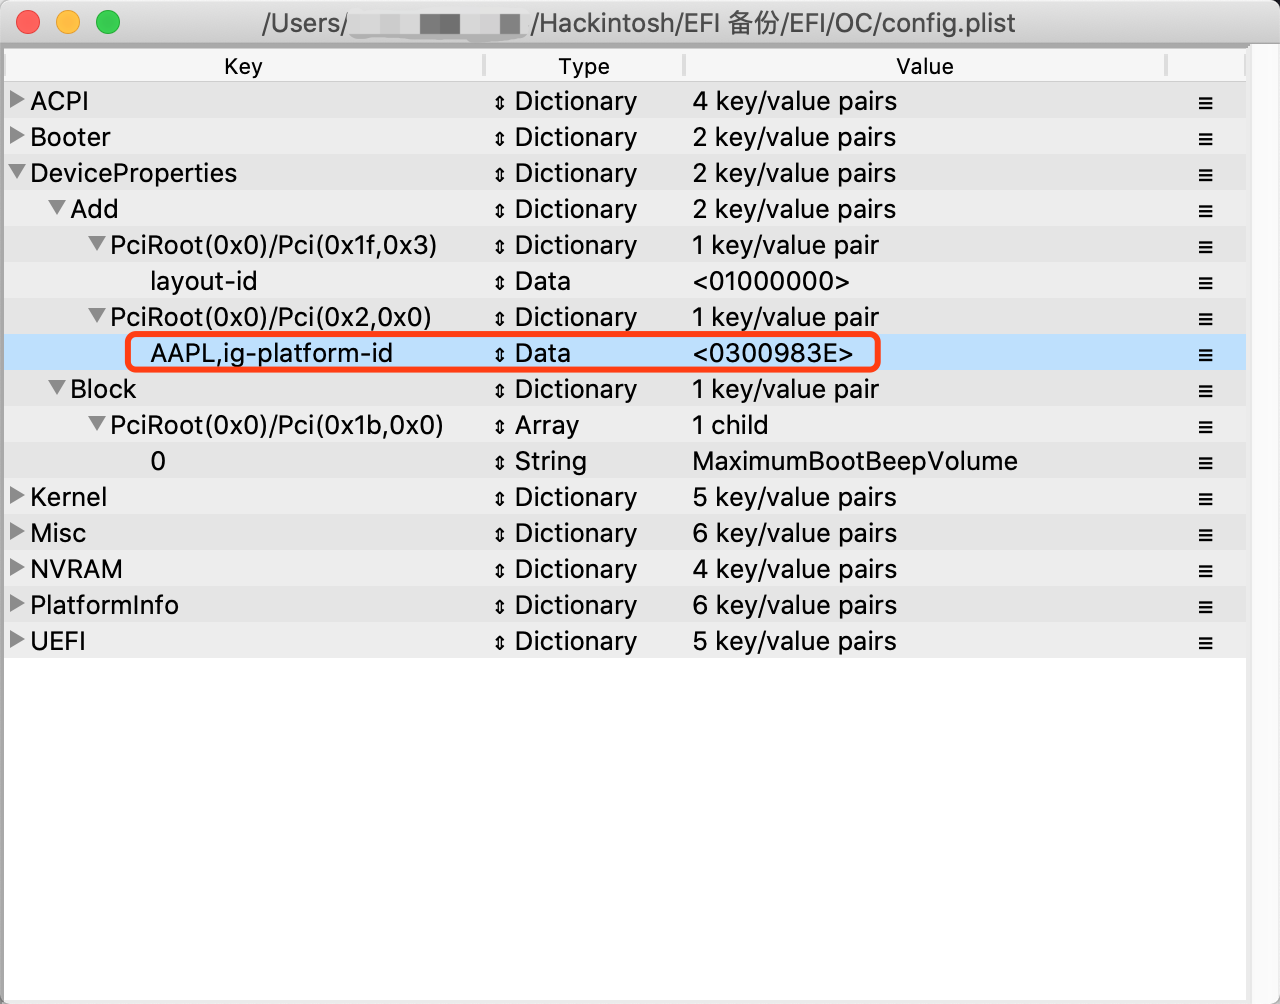 /Users/ /Hackintosh/EFI 备份/EFI/OC/config.plist
Key Type Value
ACPI Dictionary 4 key/value pairs
Booter Dictionary 2 key/value pairs
DeviceProperties Dictionary 2 key/value pairs
Add Dictionary 2 key/value pairs
PciRoot(0x0)/Pci(0x1f,0x3) Dictionary 1 key/value pair
layout-id Data <01000000>
PciRoot(0x0)/Pci(0x2,0x0) Dictionary 1 key/value pair
AAPL,ig-platform-id Data <0300983E>
Block Dictionary 1 key/value pair
PciRoot(0x0)/Pci(0x1b,0x0) Array 1 child
0 String MaximumBootBeepVolume
Kernel Dictionary 5 key/value pairs
Misc Dictionary 6 key/value pairs
NVRAM Dictionary 4 key/value pairs
PlatformInfo Dictionary 6 key/value pairs
UEFI Dictionary 5 key/value pairs